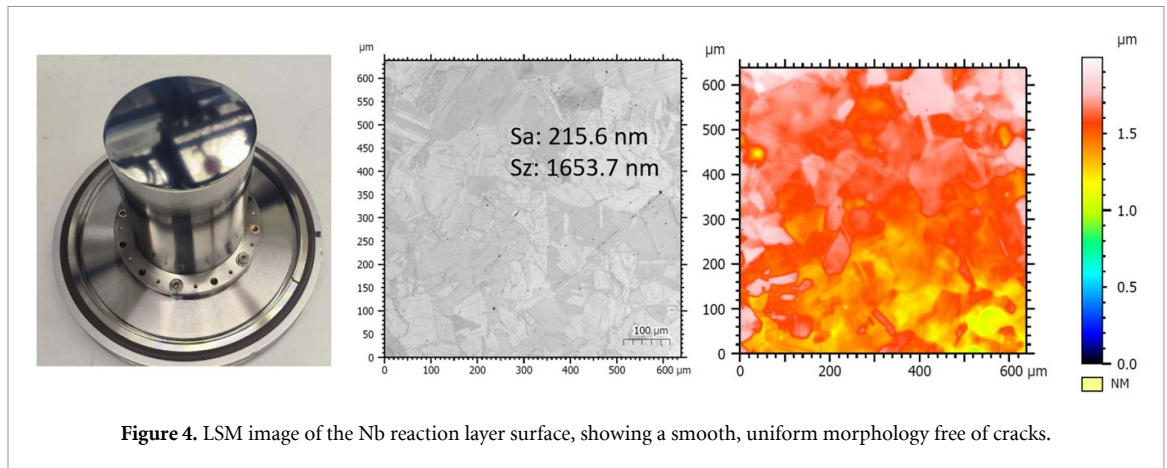 µm
600
550
500
450
400
350
300
250
200
150
100
50
0
0 100 200 300 400 500 600 µm
Sa: 215.6 nm
Sz: 1653.7 nm
100 µm
µm
600
500
400
300
200
100
0
0 200 400 600 µm
µm
1.5
1.0
0.5
0.0
NM
Figure 4. LSM image of the Nb reaction layer surface, showing a smooth, uniform morphology free of cracks.